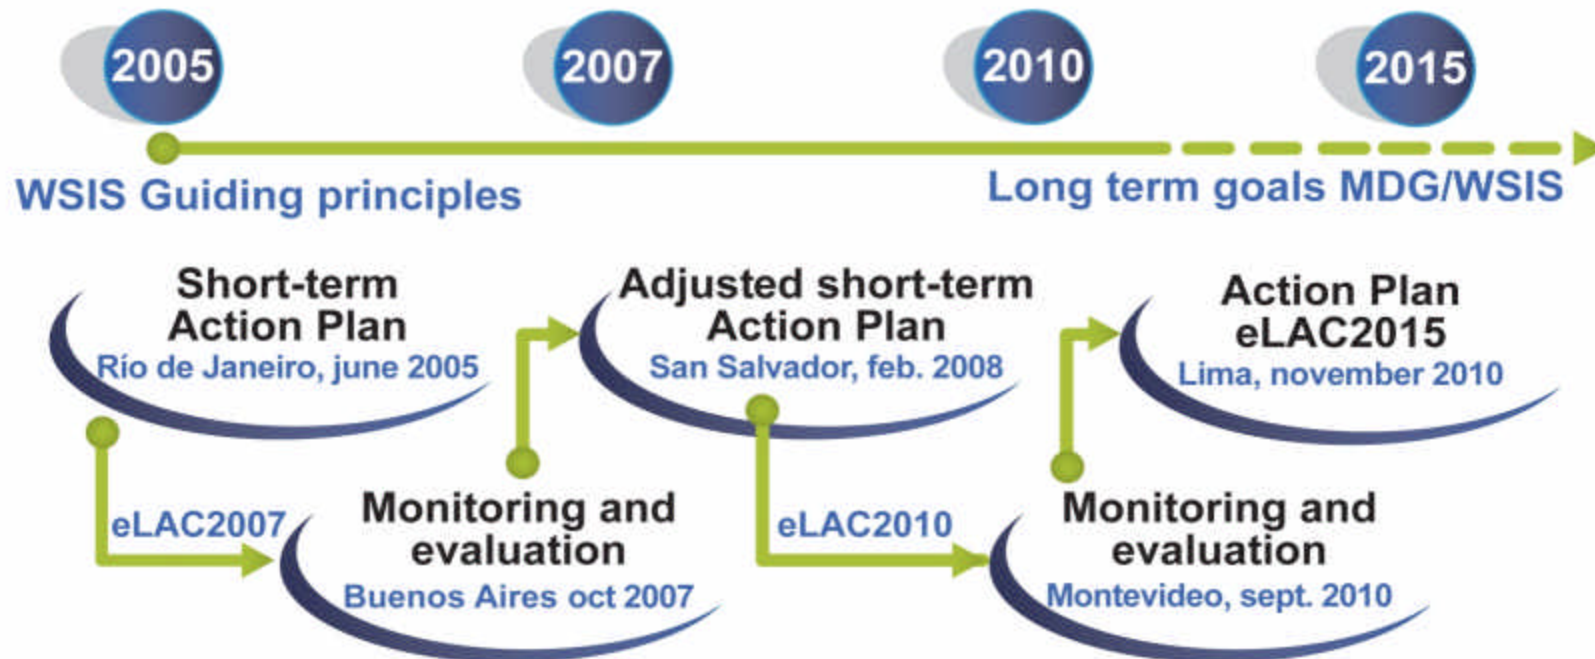 2005
2007
2010
2015
WSIS Guiding principles
Long term goals MDG/WSIS
Short-term
Action Plan
Río de Janeiro, june 2005
Adjusted short-term
Action Plan
San Salvador, feb. 2008
Action Plan
eLAC2015
Lima, november 2010
eLAC2007
Monitoring and
evaluation
Buenos Aires oct 2007
eLAC2010
Monitoring and
evaluation
Montevideo, sept. 2010